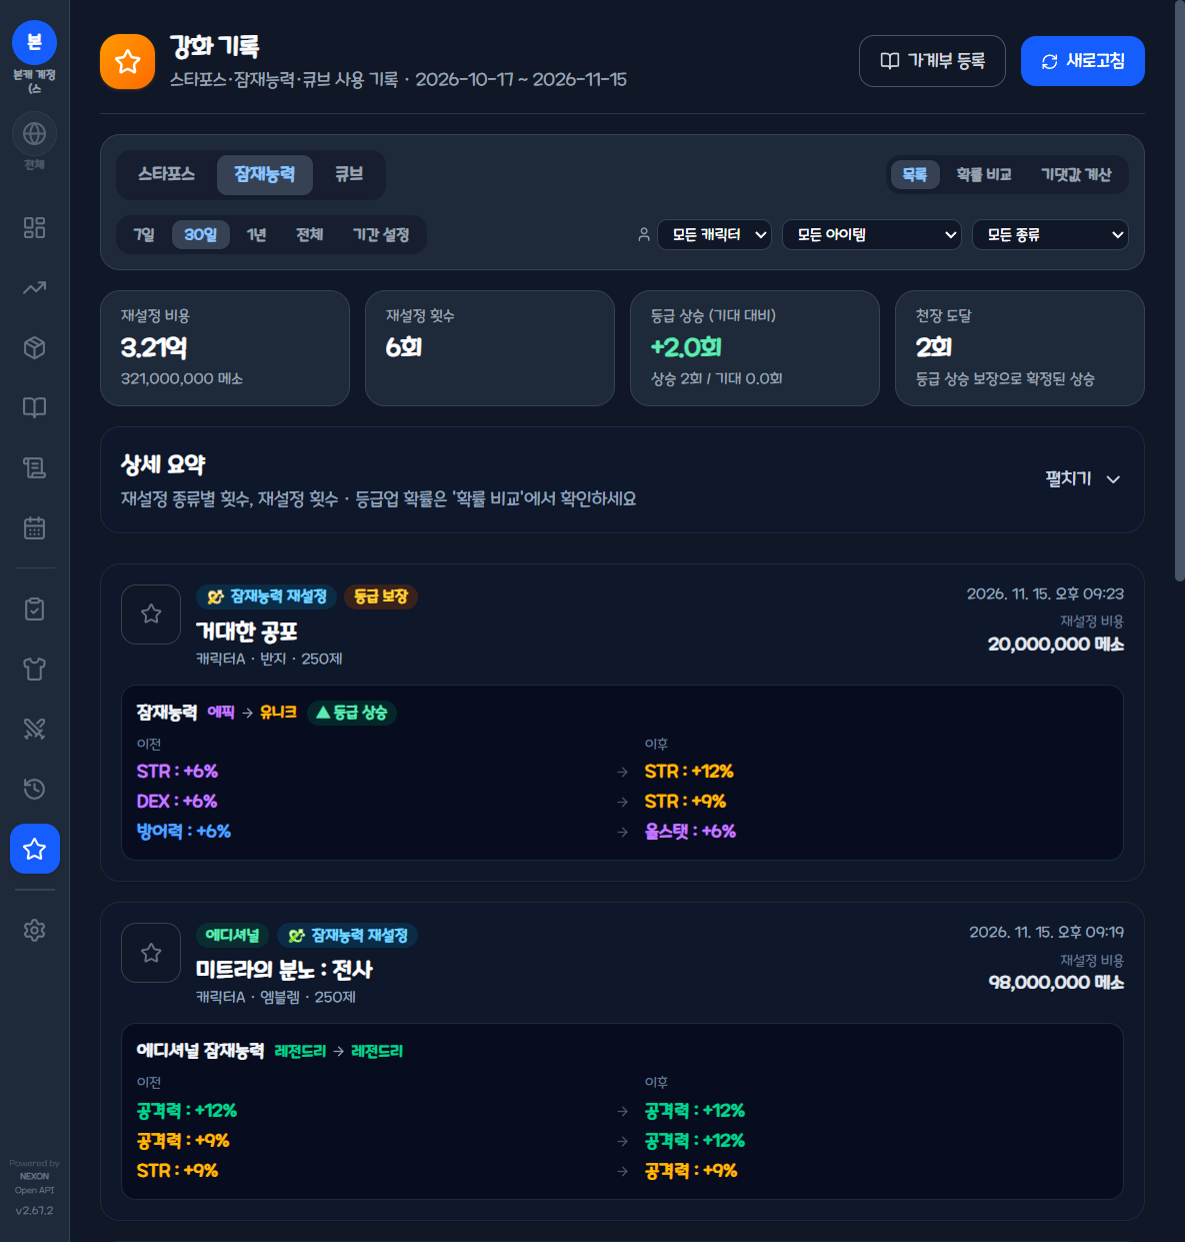 본
본캐 계정
(스
전체
Powered by
NEXON
Open API
v2.67.2
강화 기록
스타포스·잠재능력·큐브 사용 기록 · 2026-10-17 ~ 2026-11-15
가계부 등록
새로고침
스타포스 잠재능력 큐브
목록 확률 비교 기댓값 계산
7일 30일 1년 전체 기간 설정
모든 캐릭터 모든 아이템 모든 종류
재설정 비용
3.21억
321,000,000 메소
재설정 횟수
6회
등급 상승 (기대 대비)
+2.0회
상승 2회 / 기대 0.0회
천장 도달
2회
등급 상승 보장으로 확정된 상승
상세 요약
재설정 종류별 횟수, 재설정 횟수 · 등급업 확률은 '확률 비교'에서 확인하세요
펼치기
잠재능력 재설정 등급 보장
거대한 공포
캐릭터A · 반지 · 250제
2026. 11. 15. 오후 09:23
재설정 비용
20,000,000 메소
잠재능력 에픽 → 유니크 ▲ 등급 상승
이전 이후
STR : +6% → STR : +12%
DEX : +6% → STR : +9%
방어력 : +6% → 올스탯 : +6%
에디셔널 잠재능력 재설정
미트라의 분노 : 전사
캐릭터A · 엠블렘 · 250제
2026. 11. 15. 오후 09:19
재설정 비용
98,000,000 메소
에디셔널 잠재능력 레전드리 → 레전드리
이전 이후
공격력 : +12% → 공격력 : +12%
공격력 : +9% → 공격력 : +12%
STR : +9% → 공격력 : +9%